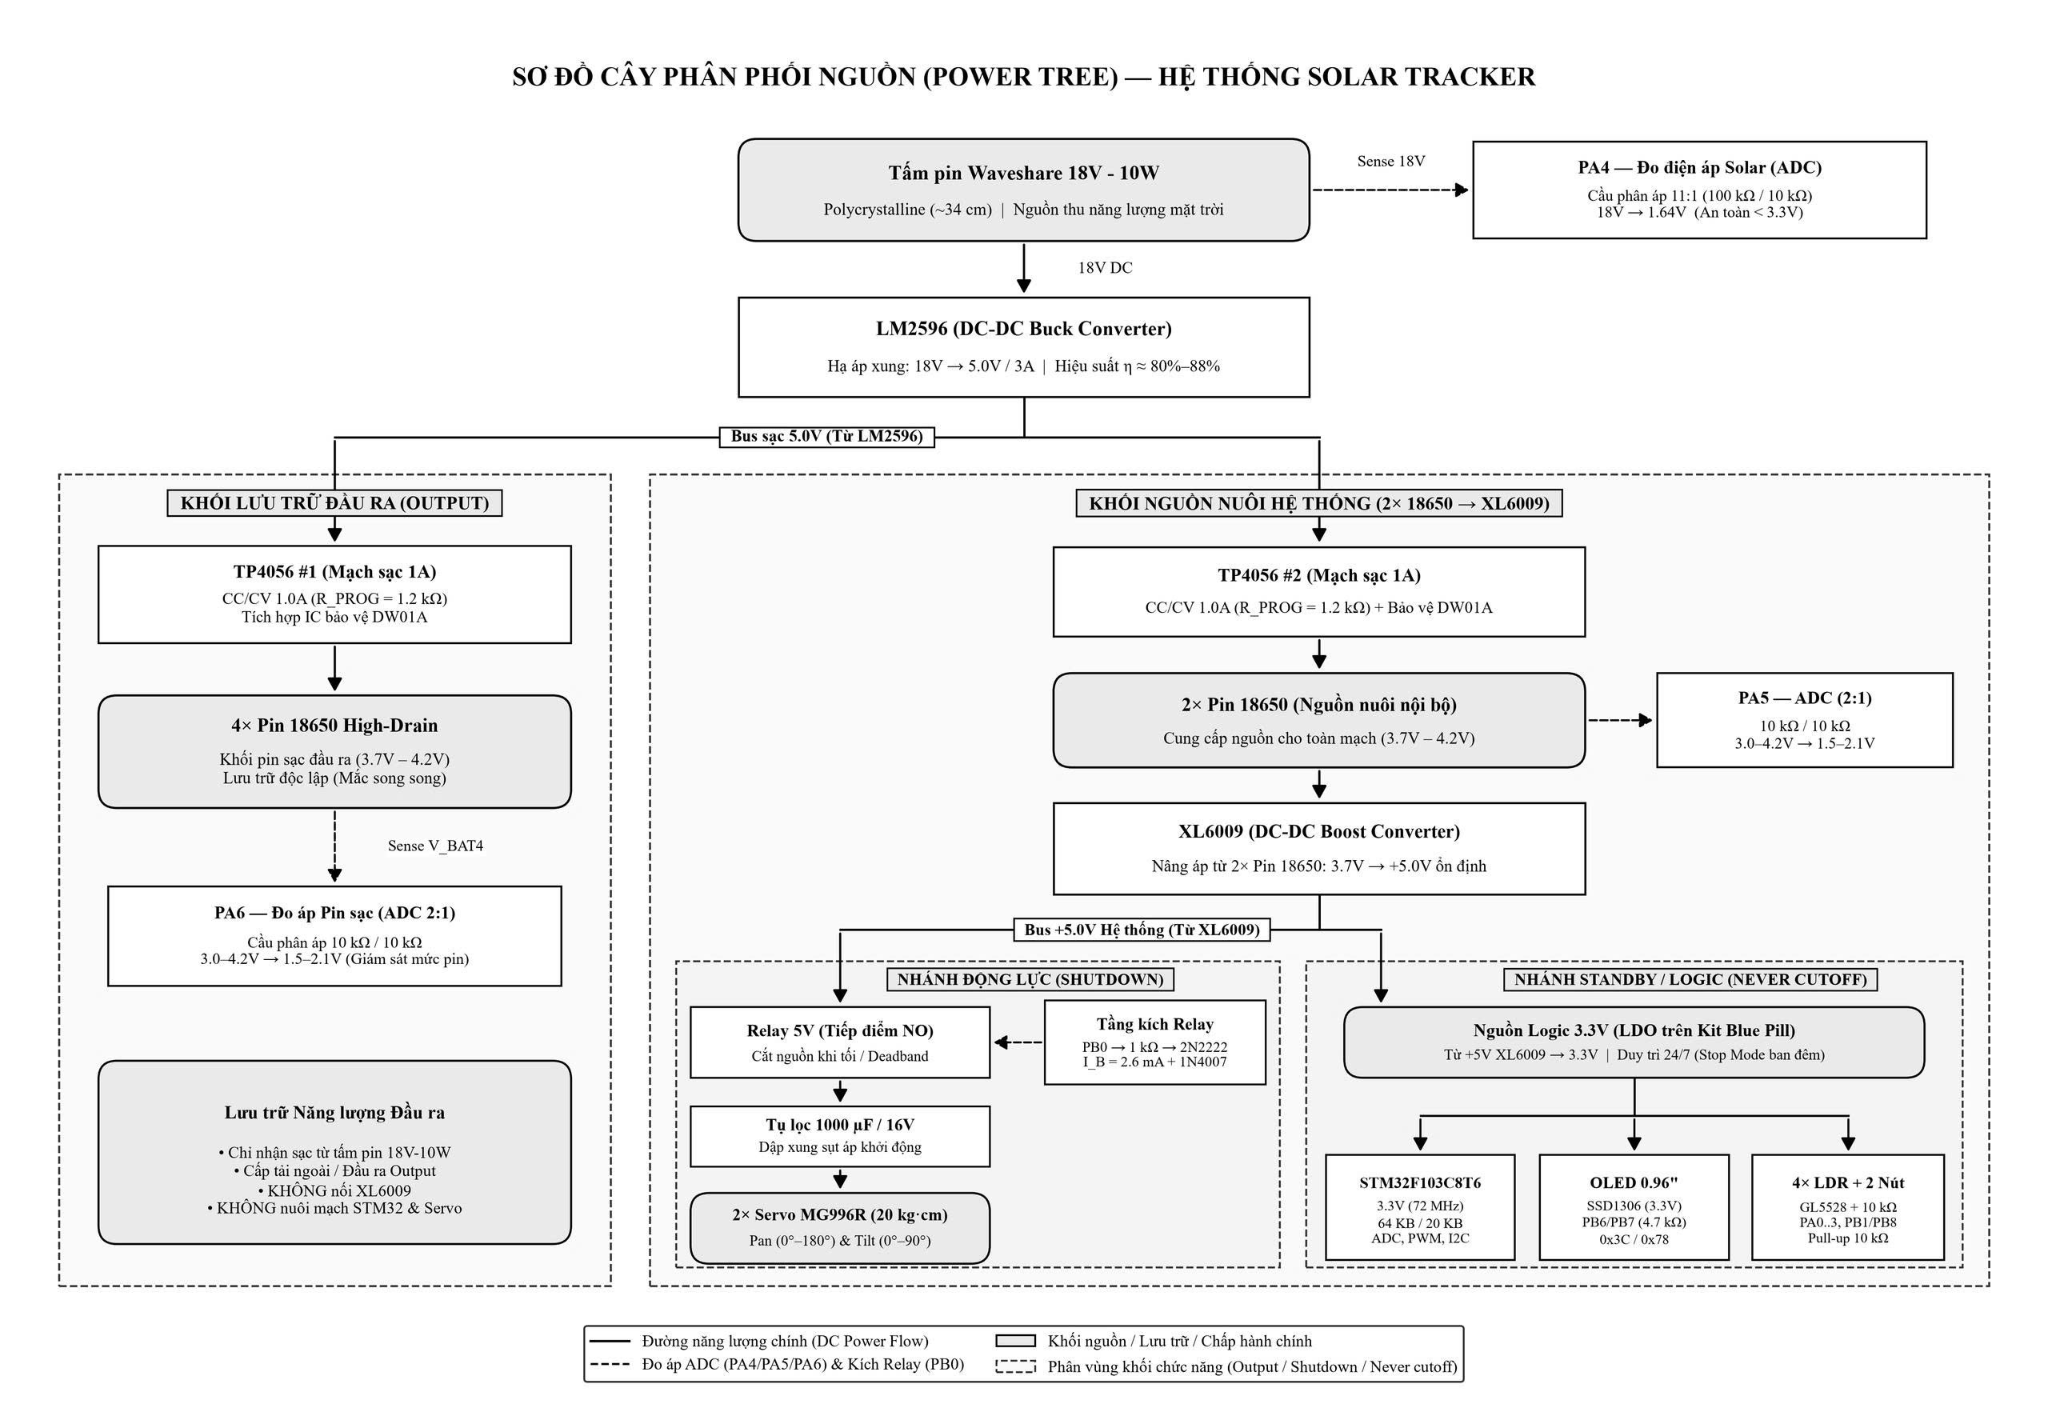 SƠ ĐỒ CÂY PHÂN PHỐI NGUỒN (POWER TREE) — HỆ THỐNG SOLAR TRACKER
Tấm pin Waveshare 18V - 10W
Polycrystalline (~34 cm) | Nguồn thu năng lượng mặt trời
Sense 18V
PA4 — Đo điện áp Solar (ADC)
Cầu phân áp 11:1 (100 kΩ / 10 kΩ)
18V → 1.64V (An toàn < 3.3V)
18V DC
LM2596 (DC-DC Buck Converter)
Hạ áp xung: 18V → 5.0V / 3A | Hiệu suất η ≈ 80%–88%
Bus sạc 5.0V (Từ LM2596)
KHỐI LƯU TRỮ ĐẦU RA (OUTPUT)
TP4056 #1 (Mạch sạc 1A)
CC/CV 1.0A (R_PROG = 1.2 kΩ)
Tích hợp IC bảo vệ DW01A
4× Pin 18650 High-Drain
Khối pin sạc đầu ra (3.7V – 4.2V)
Lưu trữ độc lập (Mắc song song)
Sense V_BAT4
PA6 — Đo áp Pin sạc (ADC 2:1)
Cầu phân áp 10 kΩ / 10 kΩ
3.0–4.2V → 1.5–2.1V (Giám sát mức pin)
Lưu trữ Năng lượng Đầu ra
• Chỉ nhận sạc từ tấm pin 18V-10W
• Cấp tải ngoài / Đầu ra Output
• KHÔNG nối XL6009
• KHÔNG nuôi mạch STM32 & Servo
KHỐI NGUỒN NUÔI HỆ THỐNG (2× 18650 → XL6009)
TP4056 #2 (Mạch sạc 1A)
CC/CV 1.0A (R_PROG = 1.2 kΩ) + Bảo vệ DW01A
2× Pin 18650 (Nguồn nuôi nội bộ)
Cung cấp nguồn cho toàn mạch (3.7V – 4.2V)
PA5 — ADC (2:1)
10 kΩ / 10 kΩ
3.0–4.2V → 1.5–2.1V
XL6009 (DC-DC Boost Converter)
Nâng áp từ 2× Pin 18650: 3.7V → +5.0V ổn định
Bus +5.0V Hệ thống (Từ XL6009)
NHÁNH ĐỘNG LỰC (SHUTDOWN)
Relay 5V (Tiếp điểm NO)
Cắt nguồn khi tối / Deadband
Tầng kích Relay
PB0 → 1 kΩ → 2N2222
I_B = 2.6 mA + 1N4007
Tụ lọc 1000 µF / 16V
Dập xung sụt áp khởi động
2× Servo MG996R (20 kg·cm)
Pan (0°–180°) & Tilt (0°–90°)
NHÁNH STANDBY / LOGIC (NEVER CUTOFF)
Nguồn Logic 3.3V (LDO trên Kit Blue Pill)
Từ +5V XL6009 → 3.3V | Duy trì 24/7 (Stop Mode ban đêm)
STM32F103C8T6
3.3V (72 MHz)
64 KB / 20 KB
ADC, PWM, I2C
OLED 0.96"
SSD1306 (3.3V)
PB6/PB7 (4.7 kΩ)
0x3C / 0x78
4× LDR + 2 Nút
GL5528 + 10 kΩ
PA0..3, PB1/PB8
Pull-up 10 kΩ
Đường năng lượng chính (DC Power Flow)
Đo áp ADC (PA4/PA5/PA6) & Kích Relay (PB0)
Khối nguồn / Lưu trữ / Chấp hành chính
Phân vùng khối chức năng (Output / Shutdown / Never cutoff)